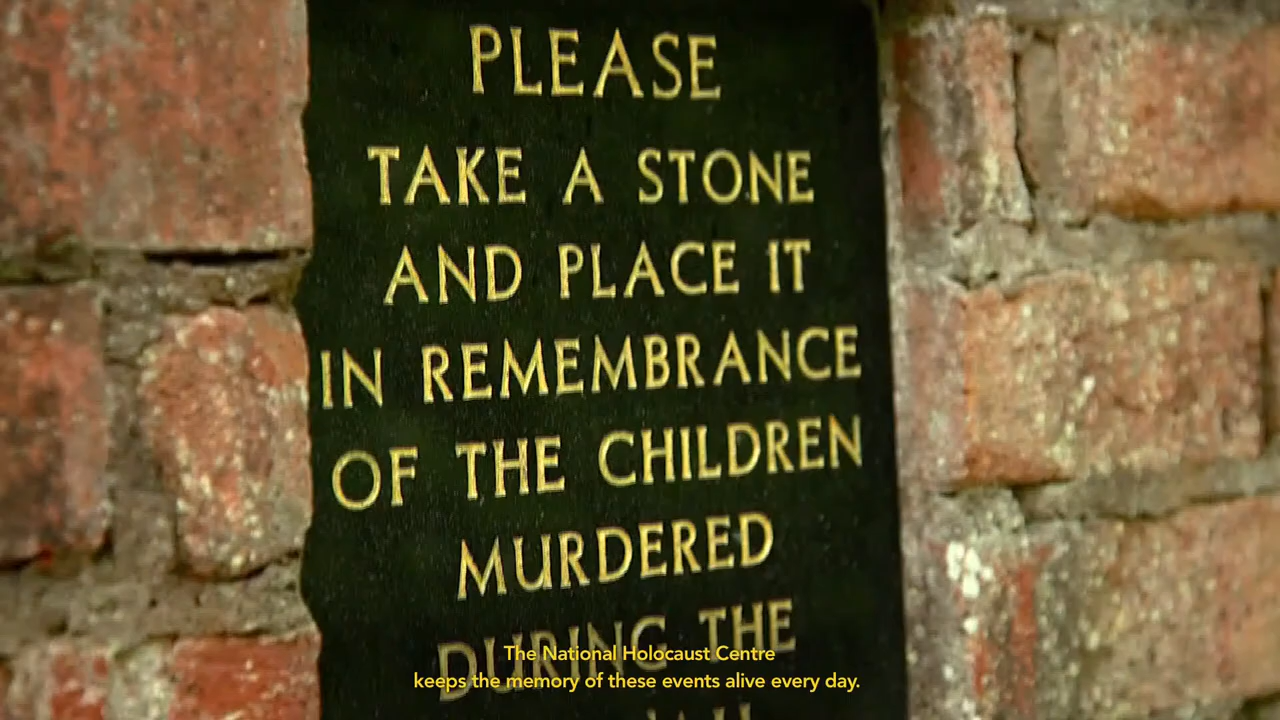 PLEASE
TAKE A STONE
AND PLACE IT
IN REMEMBRANCE
OF THE CHILDREN
MURDERED
DURING THE
The National Holocaust Centre
keeps the memory of these events alive every day.